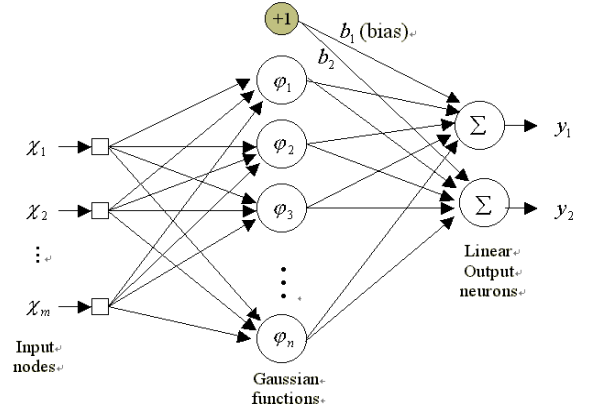 +1
b1 (bias)
b2
φ1
φ2
φ3
φn
χ1
χ2
χm
Σ
Σ
y1
y2
Input
nodes
Gaussian
functions
Linear
Output
neurons